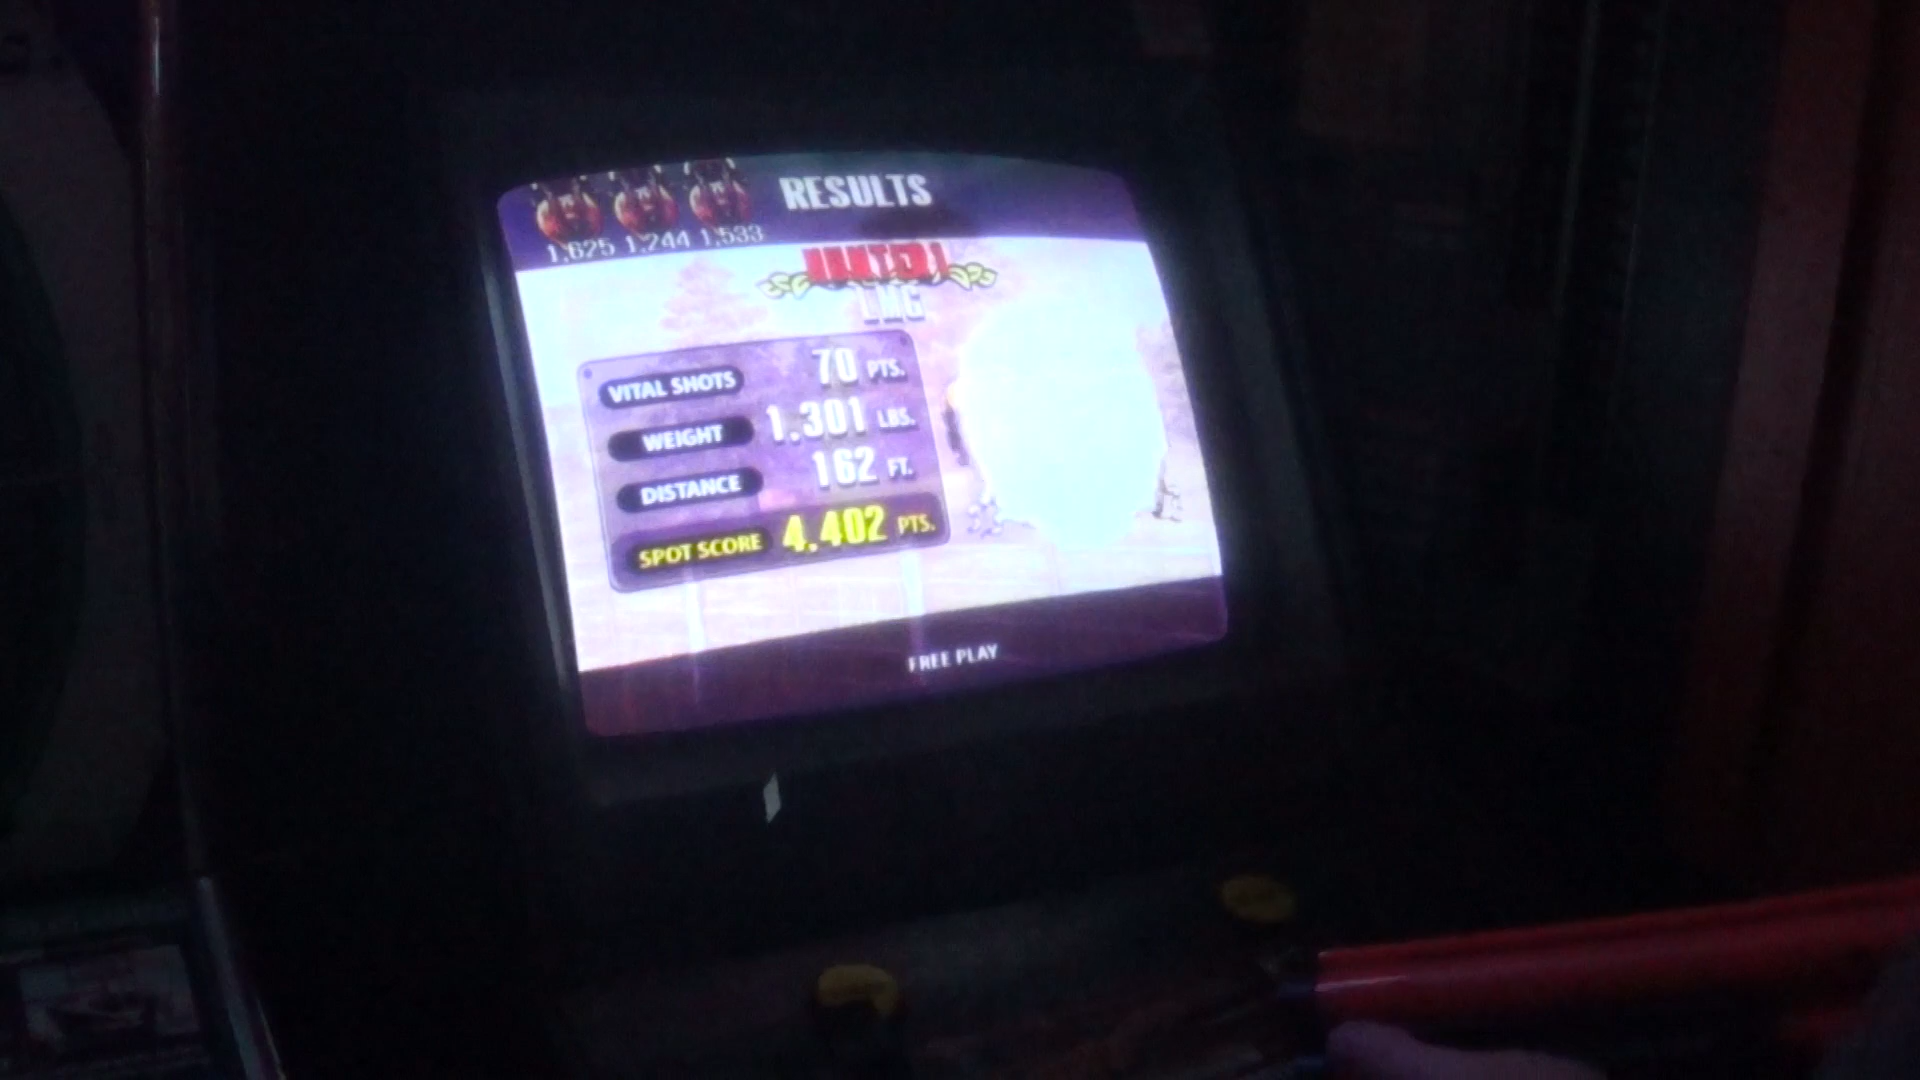 RESULTS
1,625 1,244 1,533
LMG
VITAL SHOTS 70 PTS.
WEIGHT 1,301 LBS.
DISTANCE 162 FT.
SPOT SCORE 4,402 PTS.
FREE PLAY